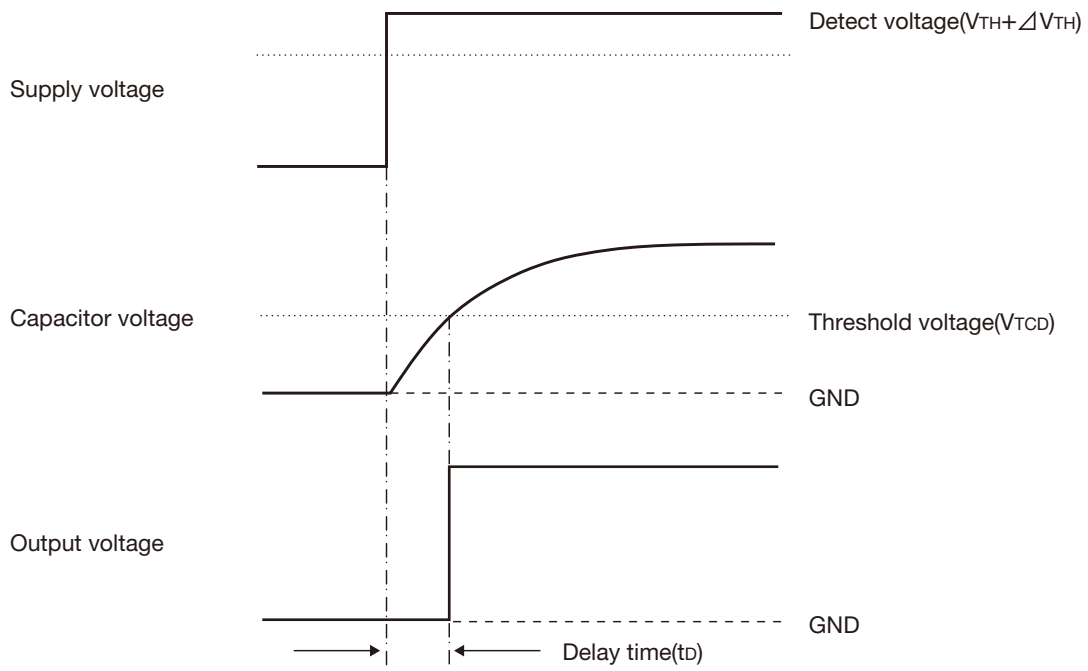 Detect voltage(VTH+⊿VTH)
Supply voltage
Capacitor voltage
Threshold voltage(VTCD)
GND
Output voltage
GND
Delay time(tD)